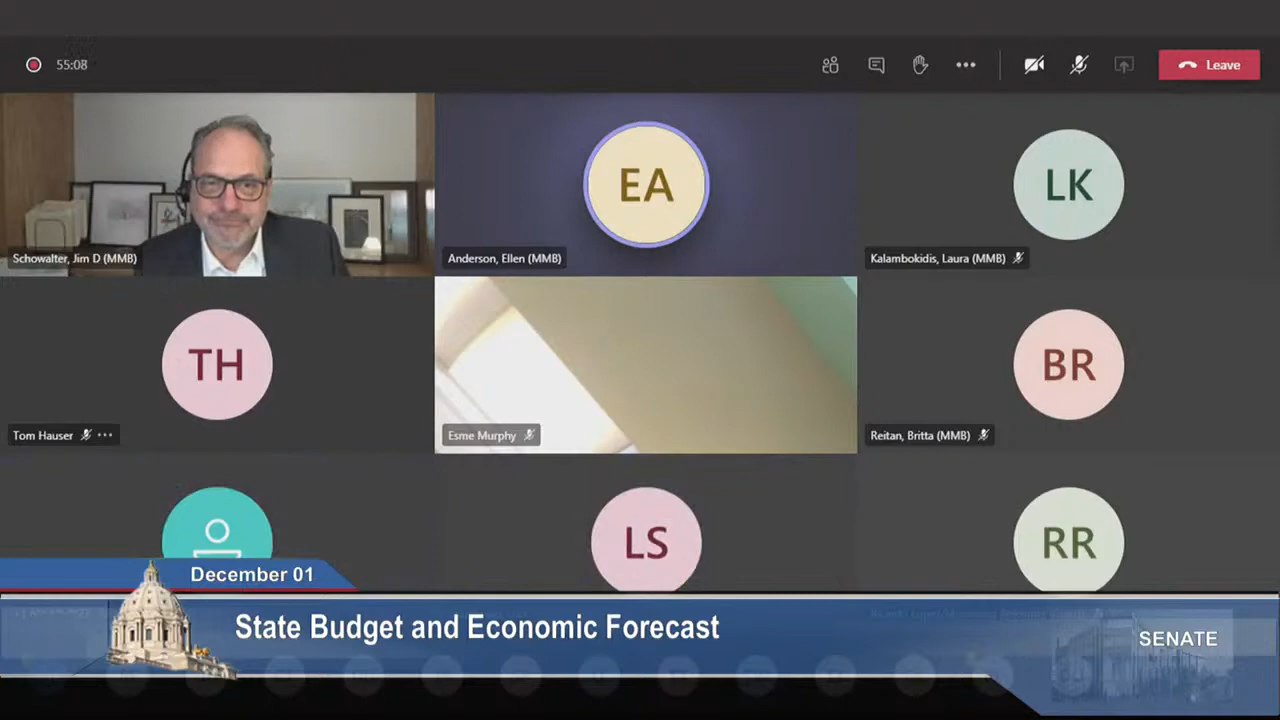 55:08
Leave
Schowalter, Jim D (MMB)
EA
Anderson, Ellen (MMB)
LK
Kalambokidis, Laura (MMB)
TH
Tom Hauser
Esme Murphy
BR
Reitan, Britta (MMB)
LS
RR
December 01
State Budget and Economic Forecast
SENATE